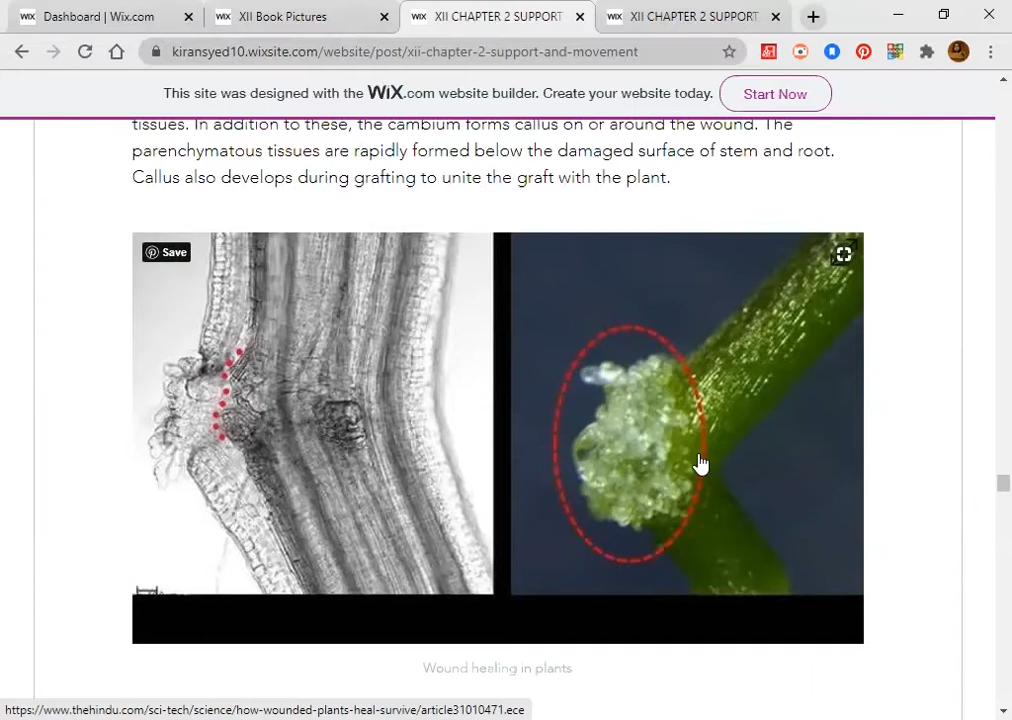 WiX Dashboard | Wix.com
WiX XII Book Pictures
WiX XII CHAPTER 2 SUPPORT
WiX XII CHAPTER 2 SUPPORT
kiransyed10.wixsite.com/website/post/xii-chapter-2-support-and-movement
This site was designed with the WiX.com website builder. Create your website today.
Start Now
tissues. In addition to these, the cambium forms callus on or around the wound. The
parenchymatous tissues are rapidly formed below the damaged surface of stem and root.
Callus also develops during grafting to unite the graft with the plant.
Save
Wound healing in plants
https://www.thehindu.com/sci-tech/science/how-wounded-plants-heal-survive/article31010471.ece